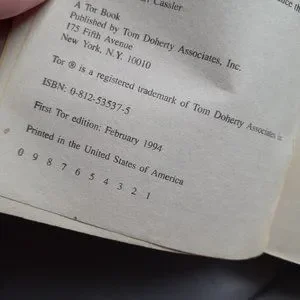 Cassler
A Tor Book
Published by Tom Doherty Associates, Inc.
175 Fifth Avenue
New York, N.Y. 10010
Tor ® is a registered trademark of Tom Doherty Associates, Inc.
ISBN: 0-812-53537-5
First Tor edition: February 1994
Printed in the United States of America
0 9 8 7 6 5 4 3 2 1